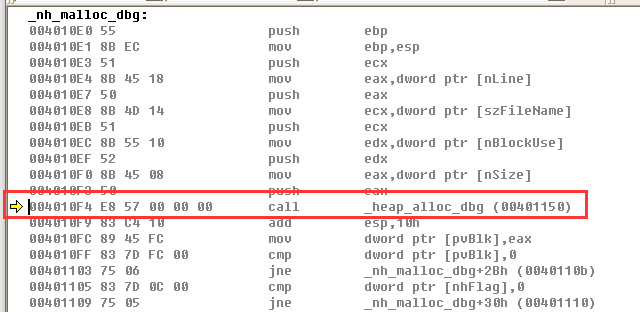 _nh_malloc_dbg:
004010E0 55 push ebp
004010E1 8B EC mov ebp,esp
004010E3 51 push ecx
004010E4 8B 45 18 mov eax,dword ptr [nLine]
004010E7 50 push eax
004010E8 8B 4D 14 mov ecx,dword ptr [szFileName]
004010EB 51 push ecx
004010EC 8B 55 10 mov edx,dword ptr [nBlockUse]
004010EF 52 push edx
004010F0 8B 45 08 mov eax,dword ptr [nSize]
004010F3 50 push eax
004010F4 E8 57 00 00 00 call _heap_alloc_dbg (00401150)
004010F9 83 C4 10 add esp,10h
004010FC 89 45 FC mov dword ptr [pvBlk],eax
004010FF 83 7D FC 00 cmp dword ptr [pvBlk],0
00401103 75 06 jne _nh_malloc_dbg+2Bh (0040110b)
00401105 83 7D 0C 00 cmp dword ptr [nhFlag],0
00401109 75 05 jne _nh_malloc_dbg+30h (00401110)